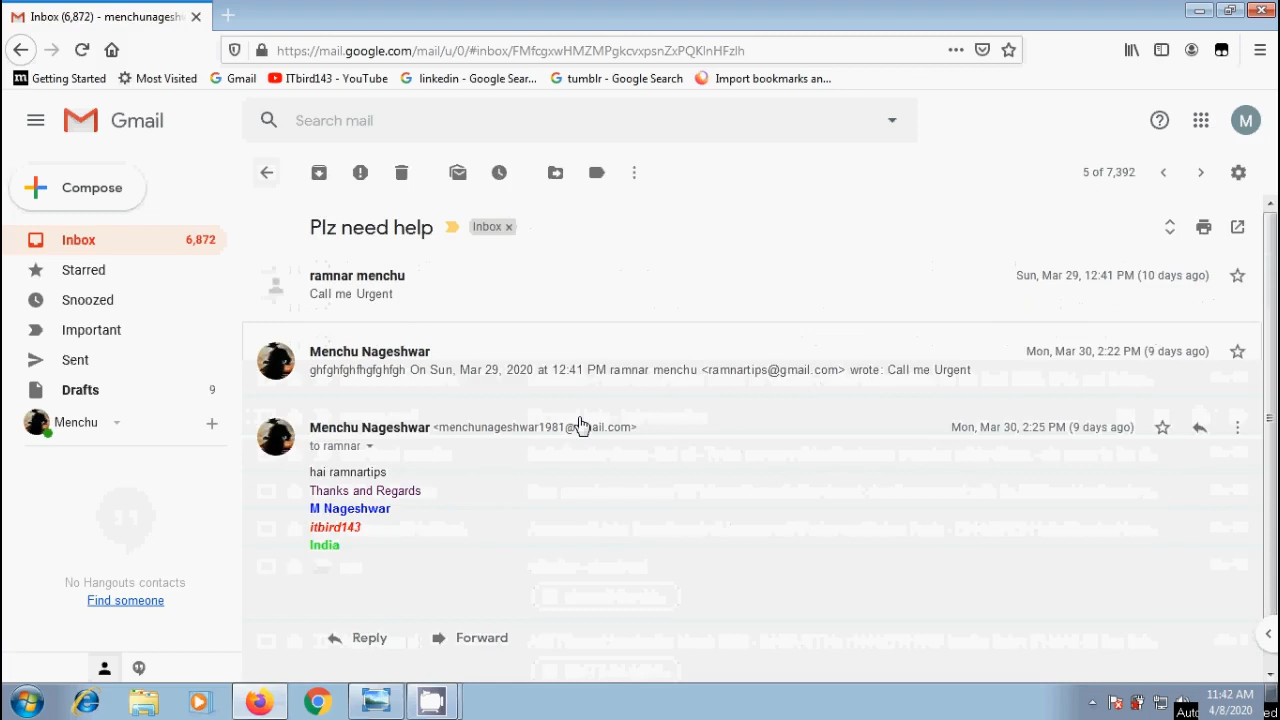 Inbox (6,872) - menchunageshw
https://mail.google.com/mail/u/0/#inbox/FMfcgxwHMZMPgkcvxpsnZxPQKlnHFzlh
Getting Started
Most Visited
Gmail
ITbird143 - YouTube
linkedin - Google Sear...
tumblr - Google Search
Import bookmarks an...
Gmail
Search mail
M
Compose
5 of 7,392
Plz need help
Inbox
Inbox 6,872
Starred
Snoozed
Important
Sent
Drafts 9
Menchu
ramnar menchu
Sun, Mar 29, 12:41 PM (10 days ago)
Call me Urgent
Menchu Nageshwar
Mon, Mar 30, 2:22 PM (9 days ago)
ghfghfghfhgfghfgh On Sun, Mar 29, 2020 at 12:41 PM ramnar menchu <ramnartips@gmail.com> wrote: Call me Urgent
Menchu Nageshwar <menchunageshwar1981@gmail.com>
Mon, Mar 30, 2:25 PM (9 days ago)
to ramnar
hai ramnartips
Thanks and Regards
M Nageshwar
itbird143
India
No Hangouts contacts
Find someone
Reply
Forward
11:42 AM
4/8/2020